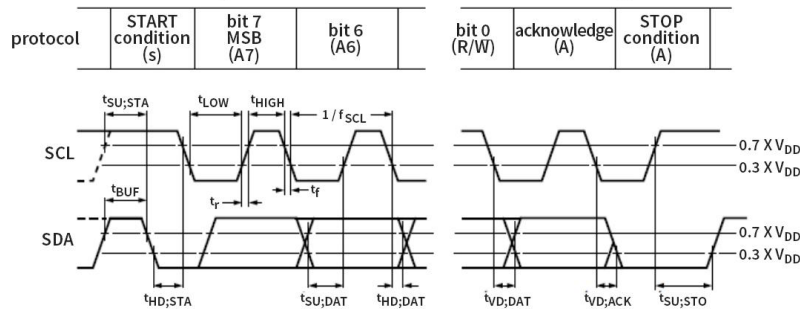 protocol
START
condition
(s)
bit 7
MSB
(A7)
bit 6
(A6)
bit 0
(R/W)
acknowledge
(A)
STOP
condition
(A)
tSU;STA
tLOW
tHIGH
1 / fSCL
SCL
0.7 X VDD
0.3 X VDD
tBUF
tr
tf
SDA
0.7 X VDD
0.3 X VDD
tHD;STA
tSU;DAT
tHD;DAT
tVD;DAT
tVD;ACK
tSU;STO